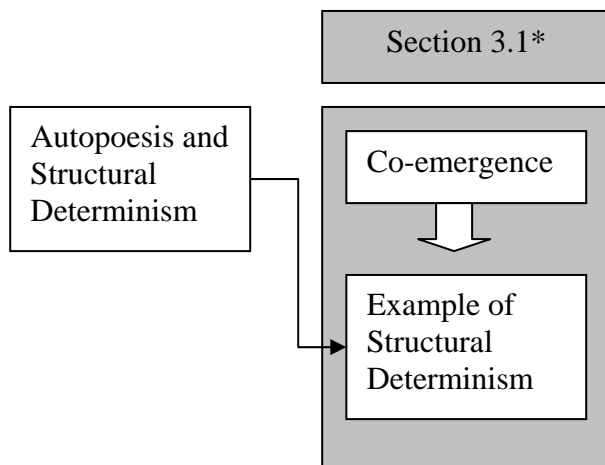 Section 3.1*
Autopoesis and
Structural
Determinism
Co-emergence
Example of
Structural
Determinism